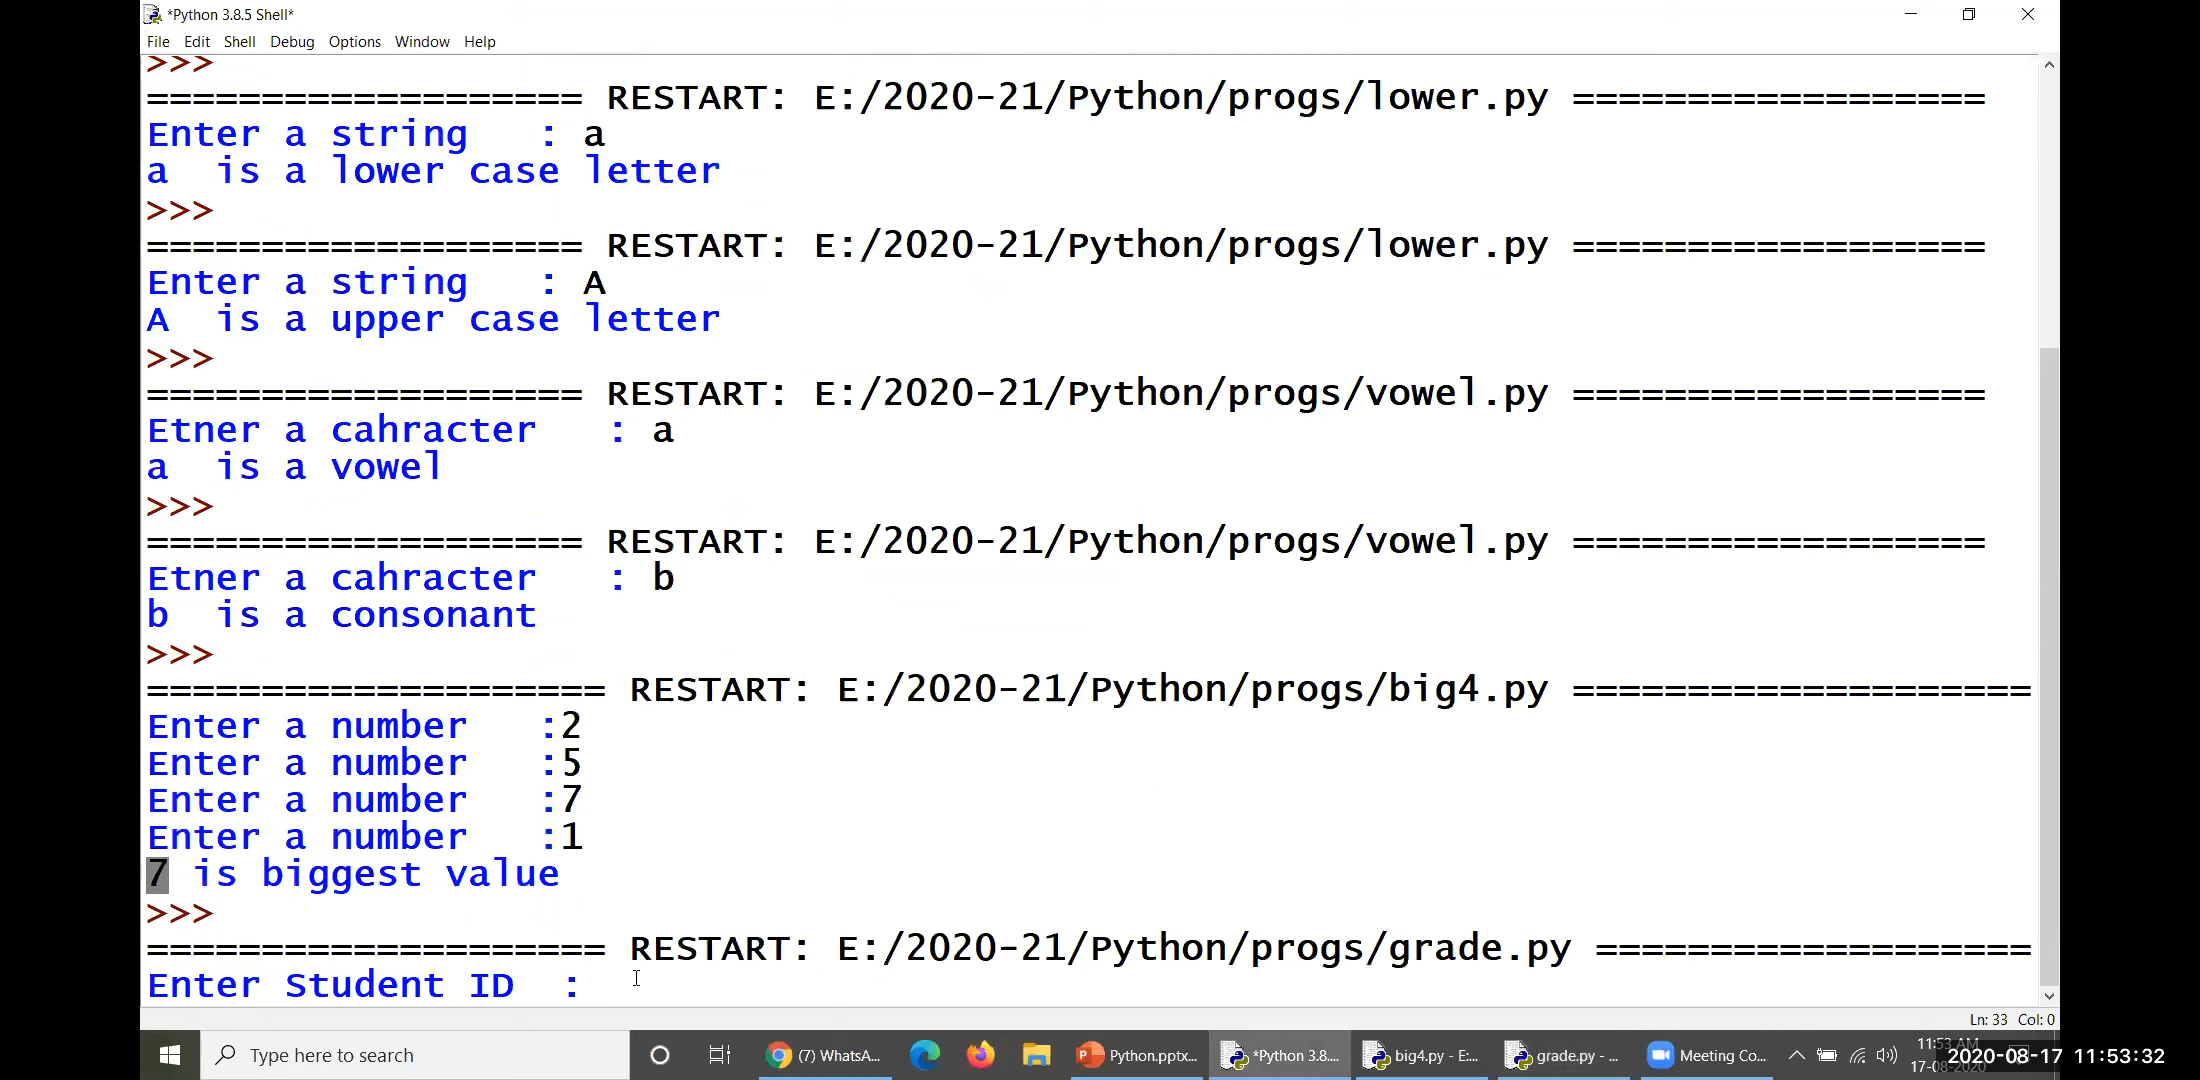 *Python 3.8.5 Shell*
File Edit Shell Debug Options Window Help
>>>
=================== RESTART: E:/2020-21/Python/progs/lower.py ==================
Enter a string   : a
a  is a lower case letter
>>>
=================== RESTART: E:/2020-21/Python/progs/lower.py ==================
Enter a string   : A
A  is a upper case letter
>>>
=================== RESTART: E:/2020-21/Python/progs/vowel.py ==================
Etner a cahracter   : a
a  is a vowel
>>>
=================== RESTART: E:/2020-21/Python/progs/vowel.py ==================
Etner a cahracter   : b
b  is a consonant
>>>
==================== RESTART: E:/2020-21/Python/progs/big4.py ====================
Enter a number   :2
Enter a number   :5
Enter a number   :7
Enter a number   :1
7 is biggest value
>>>
==================== RESTART: E:/2020-21/Python/progs/grade.py ===================
Enter Student ID  :
Ln: 33 Col: 0
Type here to search
(7) WhatsA...
Python.pptx...
*Python 3.8....
big4.py - E:...
grade.py - ...
Meeting Co...
11:53 AM
17-08-2020
2020-08-17 11:53:32